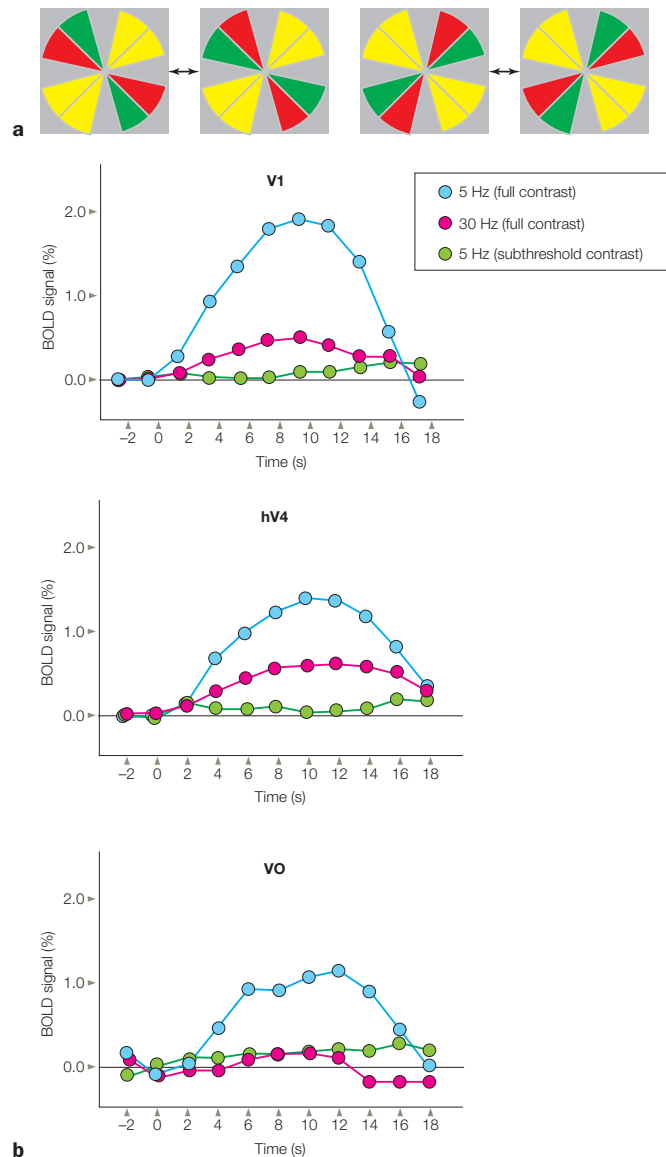 a
V1
5 Hz (full contrast)
30 Hz (full contrast)
5 Hz (subthreshold contrast)
BOLD signal (%)
2.0
1.0
0.0
–2 0 2 4 6 8 10 12 14 16 18
Time (s)
hV4
BOLD signal (%)
2.0
1.0
0.0
–2 0 2 4 6 8 10 12 14 16 18
Time (s)
VO
BOLD signal (%)
2.0
1.0
0.0
–2 0 2 4 6 8 10 12 14 16 18
Time (s)
b